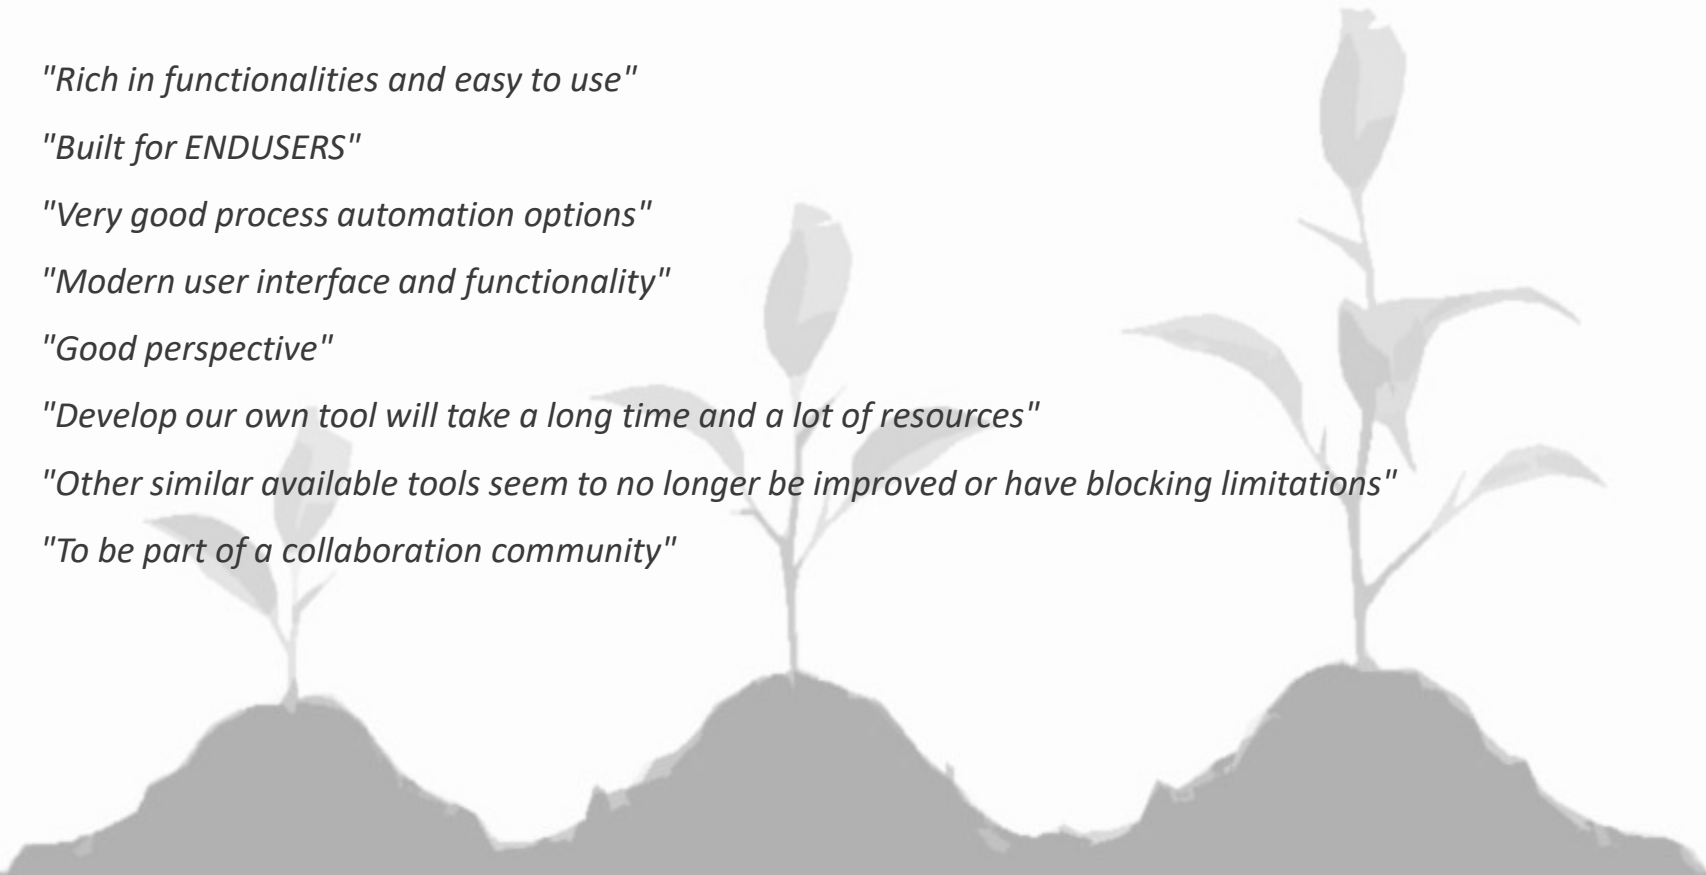 "Rich in functionalities and easy to use"
"Built for ENDUSERS"
"Very good process automation options"
"Modern user interface and functionality"
"Good perspective"
"Develop our own tool will take a long time and a lot of resources"
"Other similar available tools seem to no longer be improved or have blocking limitations"
"To be part of a collaboration community"